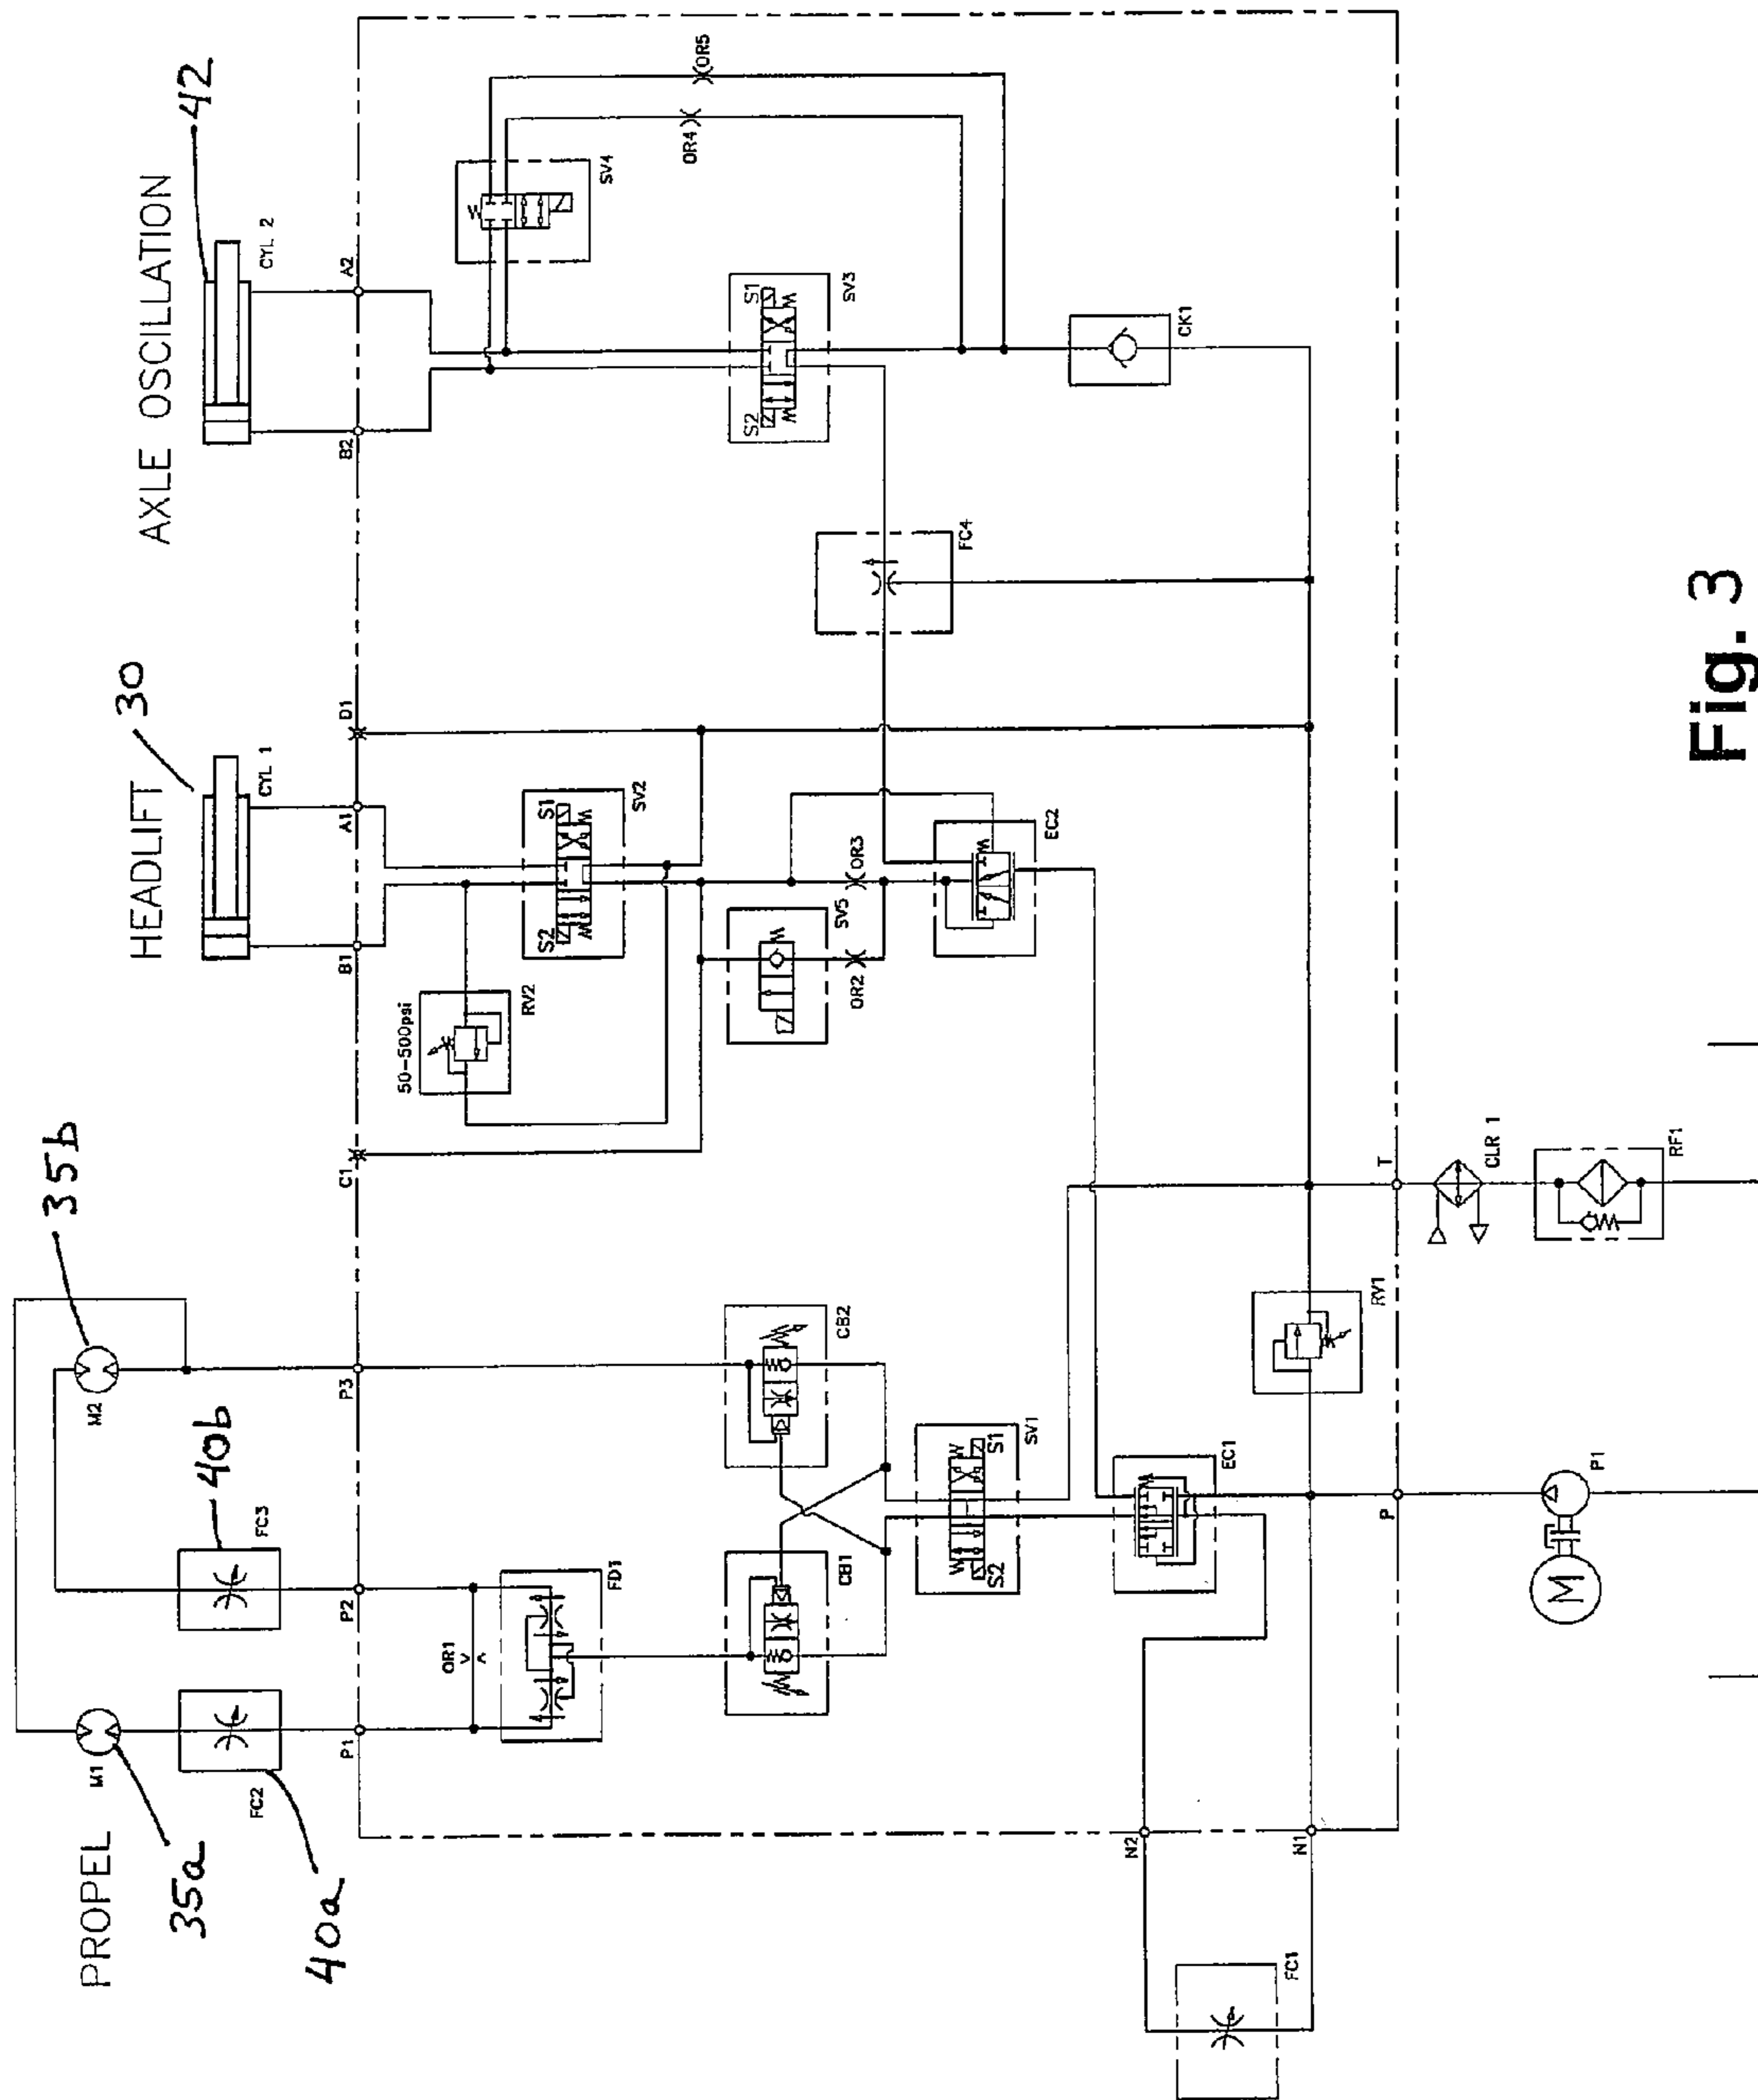 PROPEL
35a
40a
M1
FC2
P1
40b
35b
M2
FC3
P2
P3
OR1
FD1
CB1
CB2
S2
S1
SV1
EC1
N2
N1
FC1
M
P1
P
RV1
T
CLR 1
RF1
HEADLIFT
30
CYL 1
B1
A1
C1
D1
50-500psi
RV2
S2
S1
SV2
SV5
OR2
OR3
EC2
AXLE OSCILLATION
42
CYL 2
B2
A2
SV4
OR4
OR5
S2
S1
SV3
FC4
CK1
Fig. 3